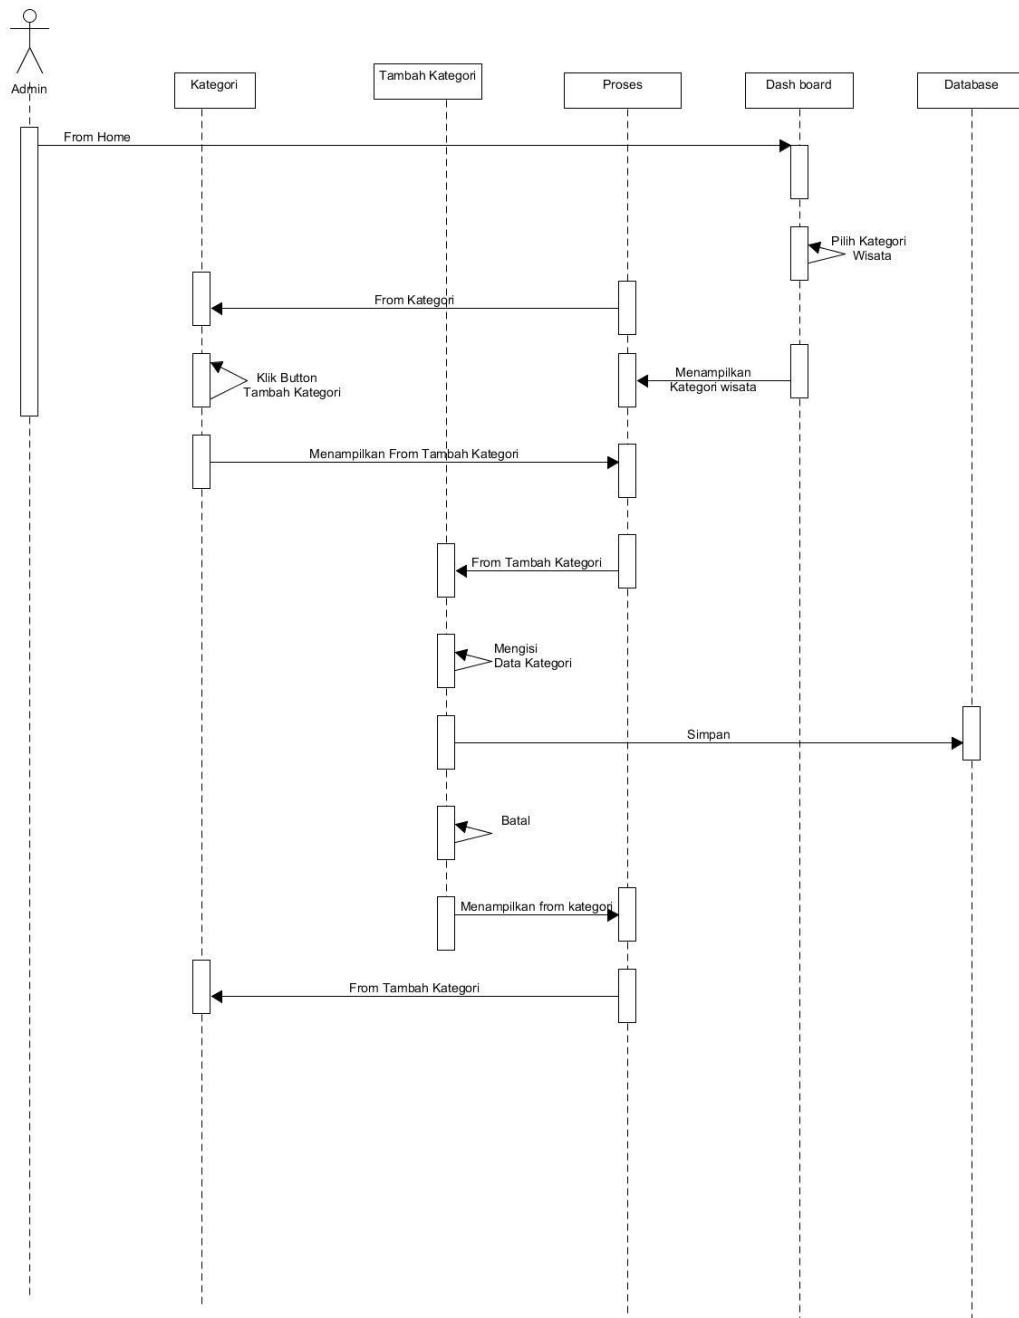 Admin
Kategori
Tambah Kategori
Proses
Dash board
Database
From Home
Pilih Kategori
Wisata
From Kategori
Klik Button
Tambah Kategori
Menampilkan
Kategori wisata
Menampilkan From Tambah Kategori
From Tambah Kategori
Mengisi
Data Kategori
Simpan
Batal
Menampilkan from kategori
From Tambah Kategori